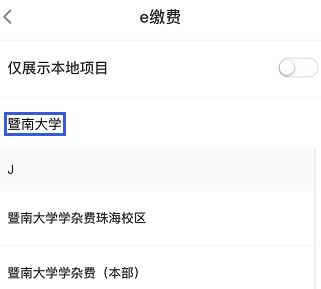 e缴费
仅展示本地项目
暨南大学
J
暨南大学学杂费珠海校区
暨南大学学杂费（本部）